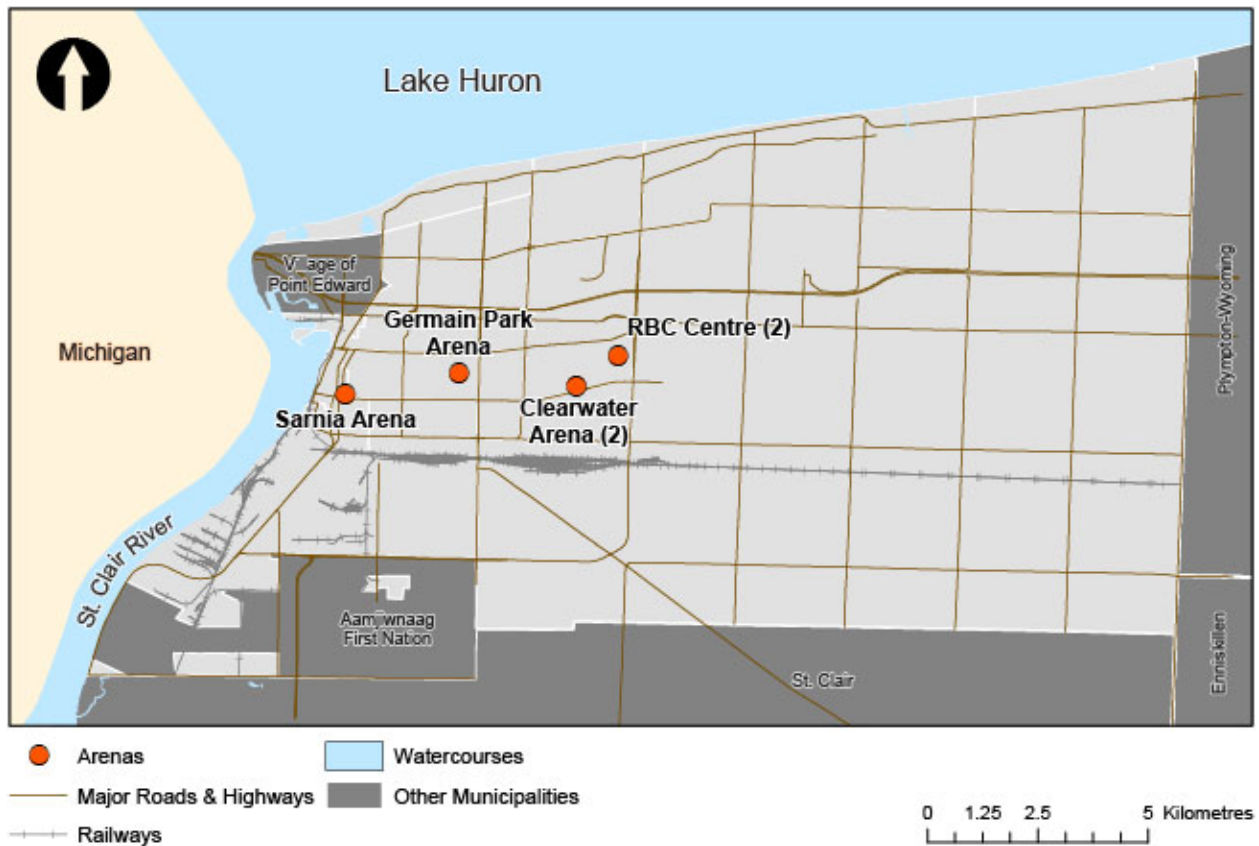 Lake Huron
Village of
Point Edward
Michigan
Germain Park
Arena
RBC Centre (2)
Sarnia Arena
Clearwater
Arena (2)
Plympton-Wyoming
St. Clair River
Aamjiwnaag
First Nation
St. Clair
Enniskillen
Arenas
Watercourses
Major Roads & Highways
Other Municipalities
Railways
0 1.25 2.5 5 Kilometres